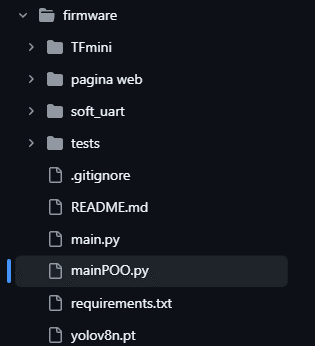 firmware
TFmini
pagina web
soft_uart
tests
.gitignore
README.md
main.py
mainPOO.py
requirements.txt
yolov8n.pt